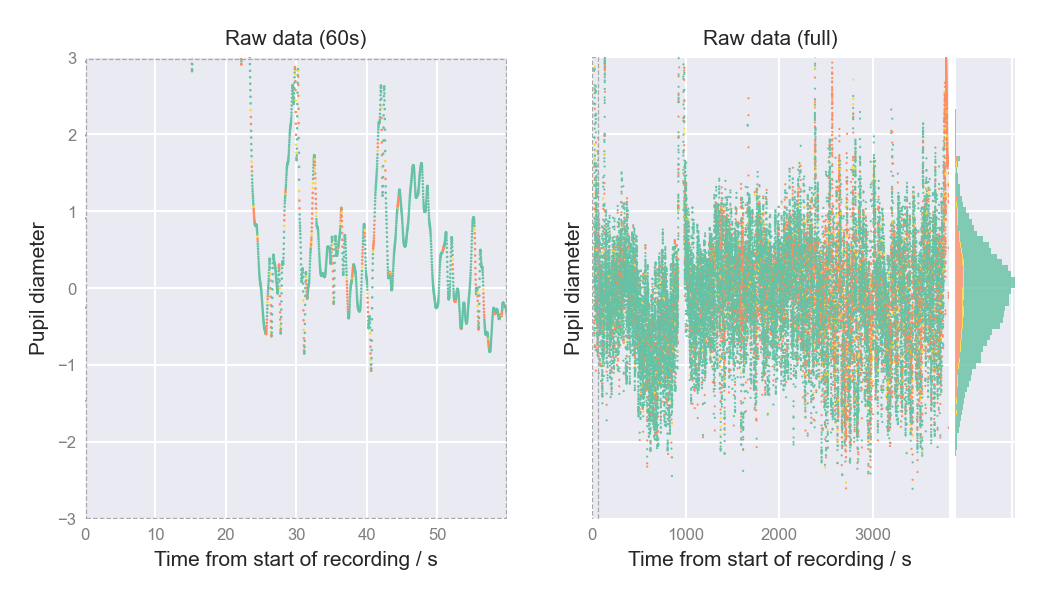 Raw data (60s)
Raw data (full)
Pupil diameter
3
2
1
0
−1
−2
−3
0
10
20
30
40
50
Time from start of recording / s
Pupil diameter
0
1000
2000
3000
Time from start of recording / s